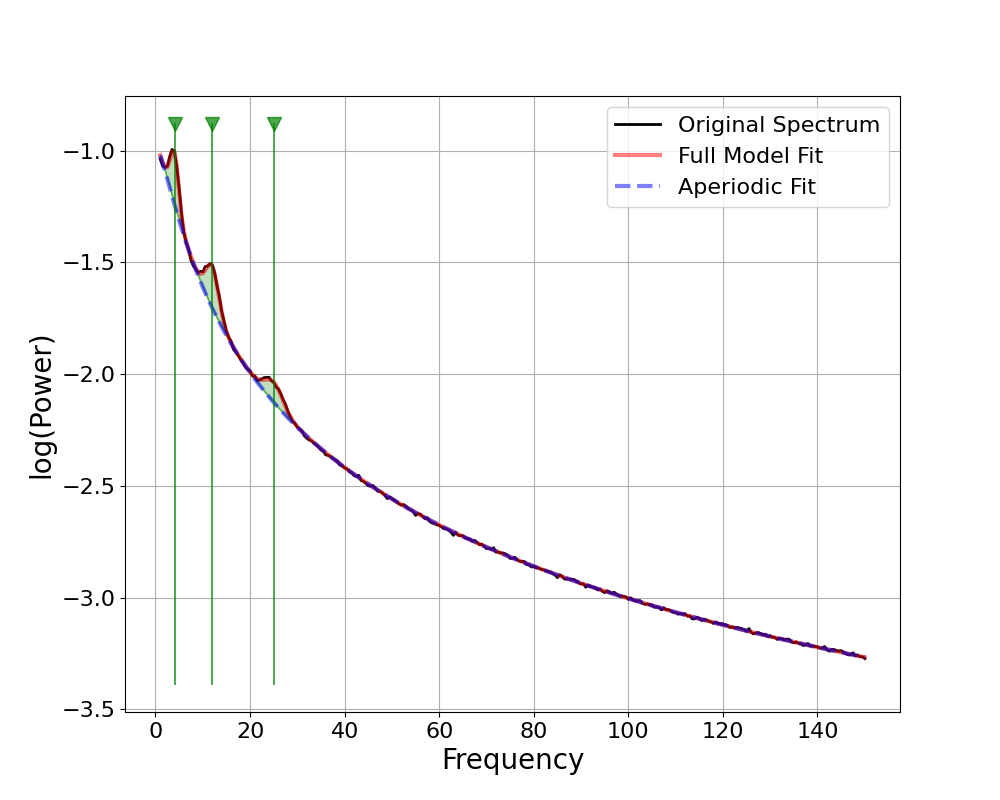 Original Spectrum
Full Model Fit
Aperiodic Fit
−1.0
−1.5
−2.0
−2.5
−3.0
−3.5
log(Power)
0 20 40 60 80 100 120 140
Frequency